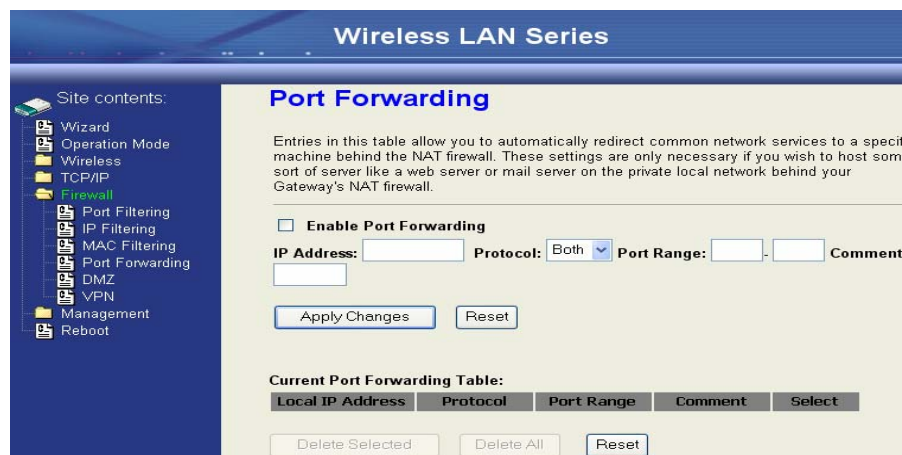 Wireless LAN Series
Site contents:
Wizard
Operation Mode
Wireless
TCP/IP
Firewall
Port Filtering
IP Filtering
MAC Filtering
Port Forwarding
DMZ
VPN
Management
Reboot
Port Forwarding
Entries in this table allow you to automatically redirect common network services to a specif
machine behind the NAT firewall. These settings are only necessary if you wish to host som
sort of server like a web server or mail server on the private local network behind your
Gateway's NAT firewall.
Enable Port Forwarding
IP Address: Protocol: Both Port Range: - Comment
Apply Changes Reset
Current Port Forwarding Table:
Local IP Address Protocol Port Range Comment Select
Delete Selected Delete All Reset